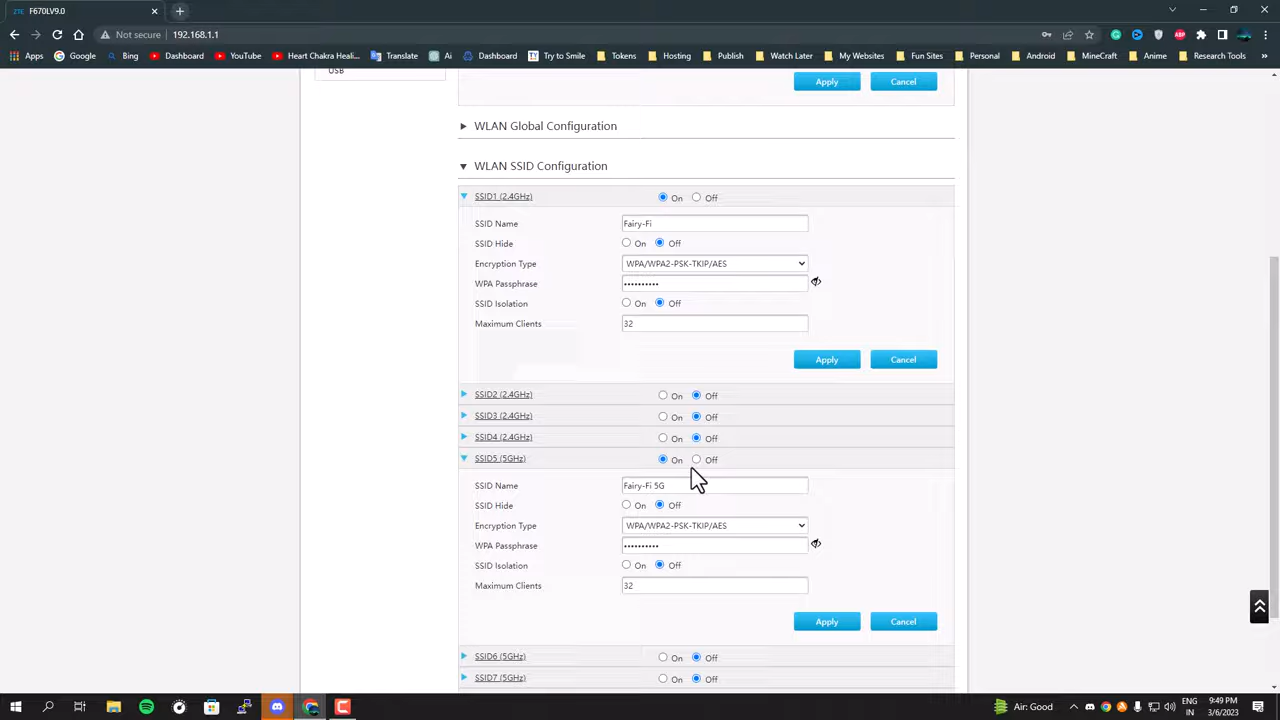 ZTE F670LV9.0
Not secure 192.168.1.1
ABP
Apps Google Bing Dashboard YouTube Heart Chakra Heali... Translate Ai Dashboard TY Try to Smile Tokens Hosting Publish Watch Later My Websites Fun Sites Personal Android MineCraft Anime Research Tools
USB
Apply Cancel
WLAN Global Configuration
WLAN SSID Configuration
SSID1 (2.4GHz) On Off
SSID Name Fairy-Fi
SSID Hide On Off
Encryption Type WPA/WPA2-PSK-TKIP/AES
WPA Passphrase ••••••••••
SSID Isolation On Off
Maximum Clients 32
Apply Cancel
SSID2 (2.4GHz) On Off
SSID3 (2.4GHz) On Off
SSID4 (2.4GHz) On Off
SSID5 (5GHz) On Off
SSID Name Fairy-Fi 5G
SSID Hide On Off
Encryption Type WPA/WPA2-PSK-TKIP/AES
WPA Passphrase ••••••••••
SSID Isolation On Off
Maximum Clients 32
Apply Cancel
SSID6 (5GHz) On Off
SSID7 (5GHz) On Off
Air: Good ENG IN 9:49 PM 3/6/2023